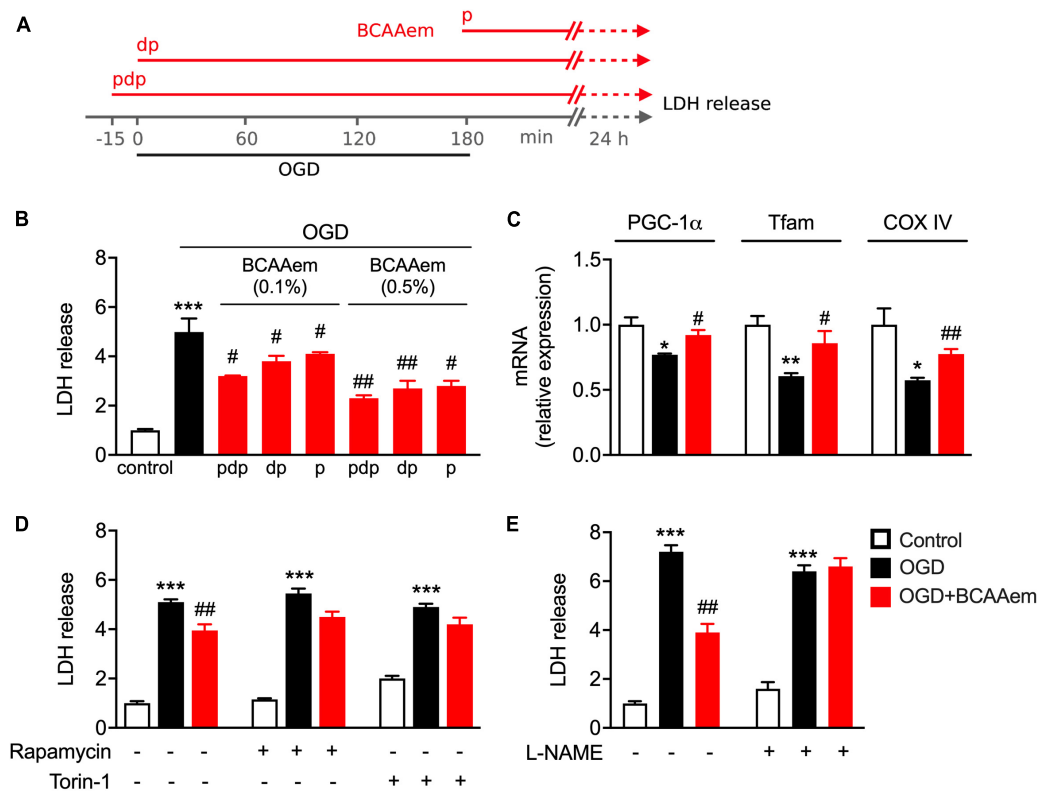 A
p
BCAAem
dp
pdp
LDH release
-15 0 60 120 180 min 24 h
OGD
B
OGD
BCAAem (0.1%)
BCAAem (0.5%)
LDH release
8
6
4
2
0
***
#
#
#
##
##
#
control pdp dp p pdp dp p
C
PGC-1α Tfam COX IV
mRNA
(relative expression)
1.5
1.0
0.5
0.0
*
#
**
#
*
##
D
LDH release
8
6
4
2
0
***
##
***
***
Rapamycin - - - + + + - - -
Torin-1 - - - - - - + + +
E
LDH release
8
6
4
2
0
***
##
***
L-NAME - - - + + +
Control
OGD
OGD+BCAAem